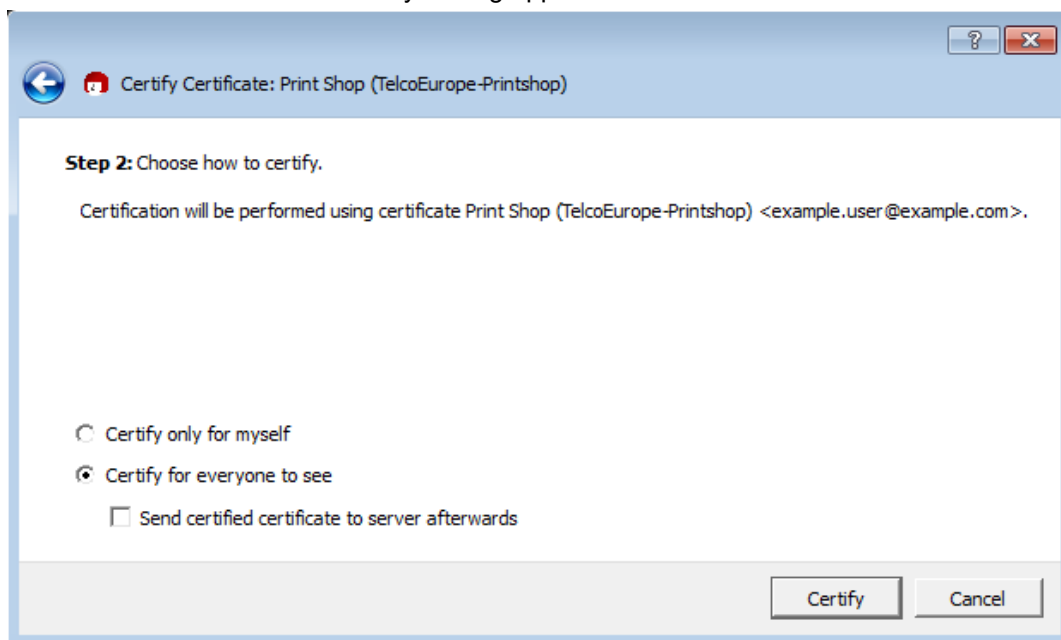 Certify Certificate: Print Shop (TelcoEurope-Printshop)
Step 2: Choose how to certify.
Certification will be performed using certificate Print Shop (TelcoEurope-Printshop) <example.user@example.com>.
Certify only for myself
Certify for everyone to see
Send certified certificate to server afterwards
Certify Cancel